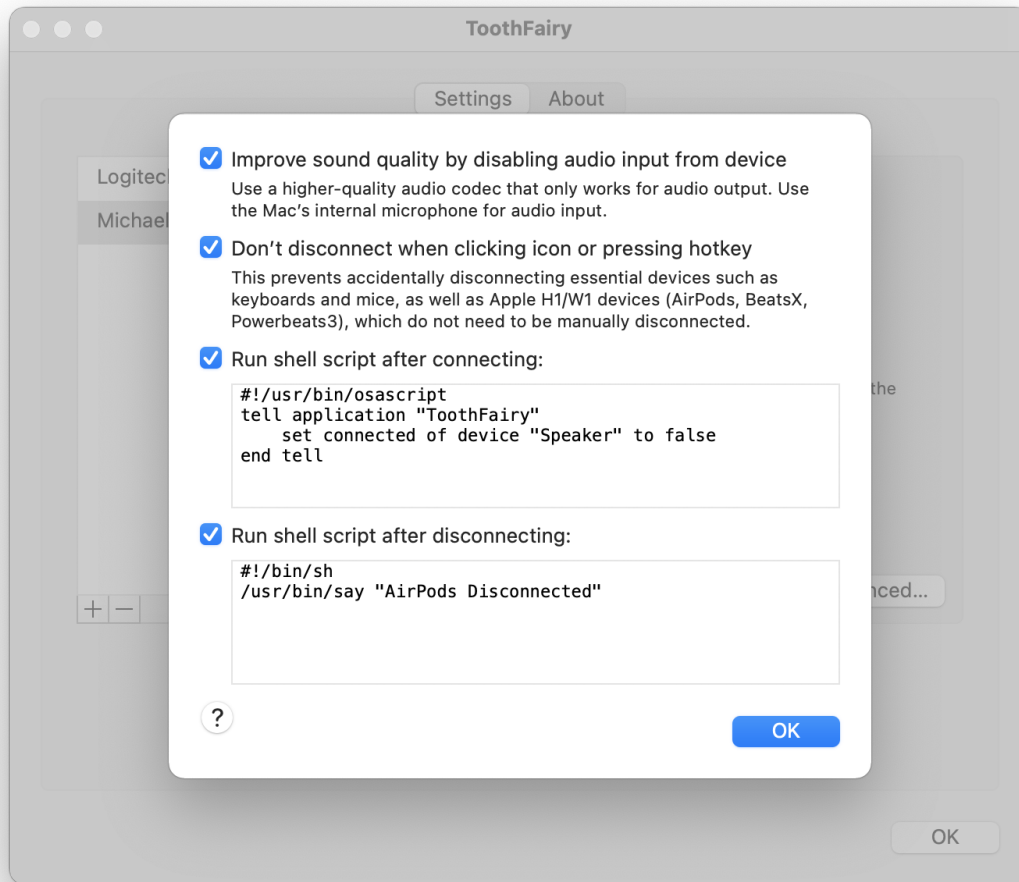 ToothFairy
Settings
About
Logitec
Michael
Improve sound quality by disabling audio input from device
Use a higher-quality audio codec that only works for audio output. Use
the Mac’s internal microphone for audio input.
Don’t disconnect when clicking icon or pressing hotkey
This prevents accidentally disconnecting essential devices such as
keyboards and mice, as well as Apple H1/W1 devices (AirPods, BeatsX,
Powerbeats3), which do not need to be manually disconnected.
Run shell script after connecting:
#!/usr/bin/osascript
tell application "ToothFairy"
    set connected of device "Speaker" to false
end tell
the
Run shell script after disconnecting:
#!/bin/sh
/usr/bin/say "AirPods Disconnected"
nced...
?
OK
OK